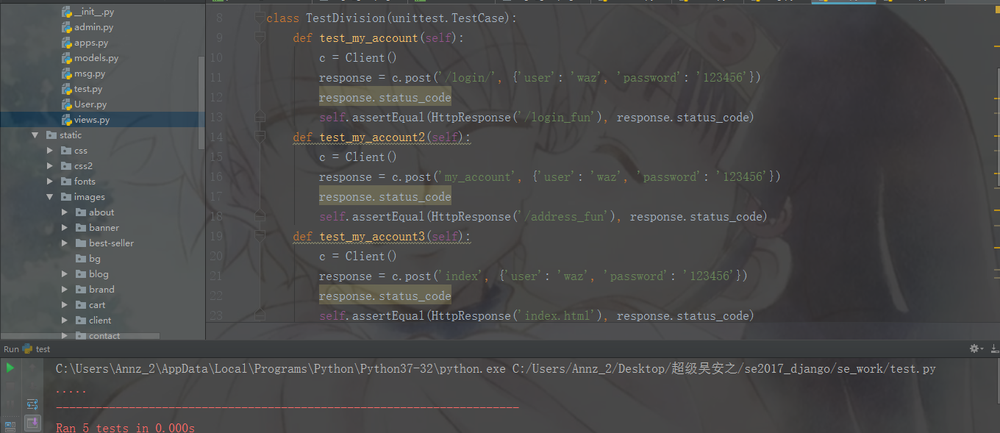 __init__.py
admin.py
apps.py
models.py
msg.py
test.py
User.py
views.py
static
css
css2
fonts
images
about
banner
best-seller
bg
blog
brand
cart
client
contact
8 class TestDivision(unittest.TestCase):
9 def test_my_account(self):
10 c = Client()
11 response = c.post('/login/', {'user': 'waz', 'password': '123456'})
12 response.status_code
13 self.assertEqual(HttpResponse('/login_fun'), response.status_code)
14 def test_my_account2(self):
15 c = Client()
16 response = c.post('my_account', {'user': 'waz', 'password': '123456'})
17 response.status_code
18 self.assertEqual(HttpResponse('/address_fun'), response.status_code)
19 def test_my_account3(self):
20 c = Client()
21 response = c.post('index', {'user': 'waz', 'password': '123456'})
22 response.status_code
23 self.assertEqual(HttpResponse('index.html'), response.status_code)
Run test
C:\Users\Annz_2\AppData\Local\Programs\Python\Python37-32\python.exe C:/Users/Annz_2/Desktop/超级吴安之/se2017_django/se_work/test.py
.....
----------------------------------------------------------------------
Ran 5 tests in 0.000s